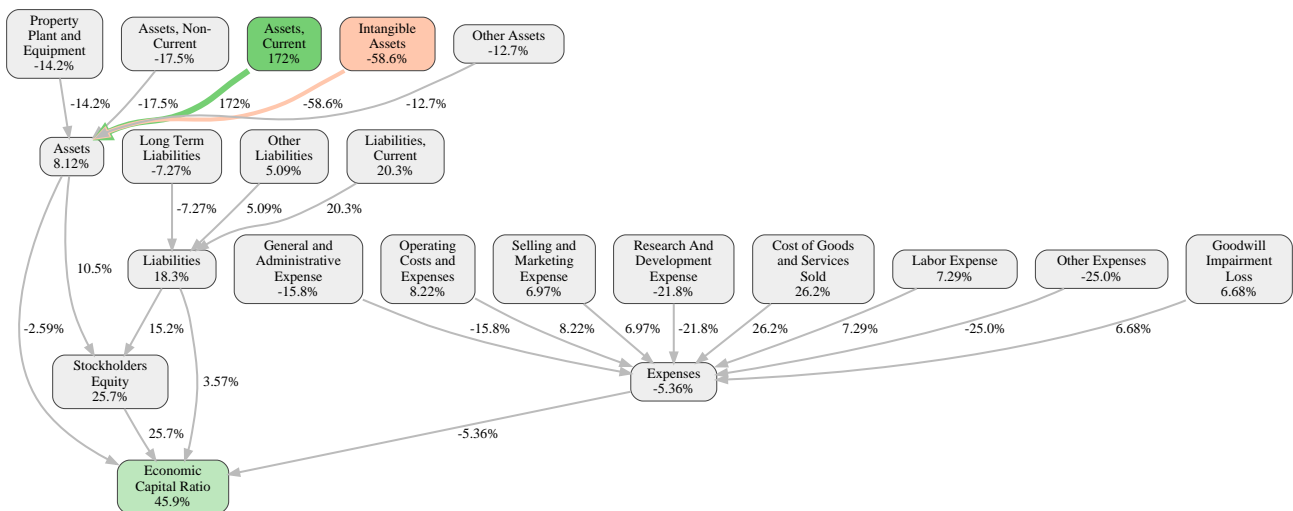 Property
Plant and
Equipment
-14.2%
Assets, Non-
Current
-17.5%
Assets,
Current
172%
Intangible
Assets
-58.6%
Other Assets
-12.7%
-14.2%
-17.5%
172%
-58.6%
-12.7%
Assets
8.12%
Long Term
Liabilities
-7.27%
Other
Liabilities
5.09%
Liabilities,
Current
20.3%
-7.27%
5.09%
20.3%
Liabilities
18.3%
General and
Administrative
Expense
-15.8%
Operating
Costs and
Expenses
8.22%
Selling and
Marketing
Expense
6.97%
Research And
Development
Expense
-21.8%
Cost of Goods
and Services
Sold
26.2%
Labor Expense
7.29%
Other Expenses
-25.0%
Goodwill
Impairment
Loss
6.68%
10.5%
-2.59%
15.2%
-15.8%
8.22%
6.97%
-21.8%
26.2%
7.29%
-25.0%
6.68%
Stockholders
Equity
25.7%
3.57%
Expenses
-5.36%
25.7%
-5.36%
Economic
Capital Ratio
45.9%